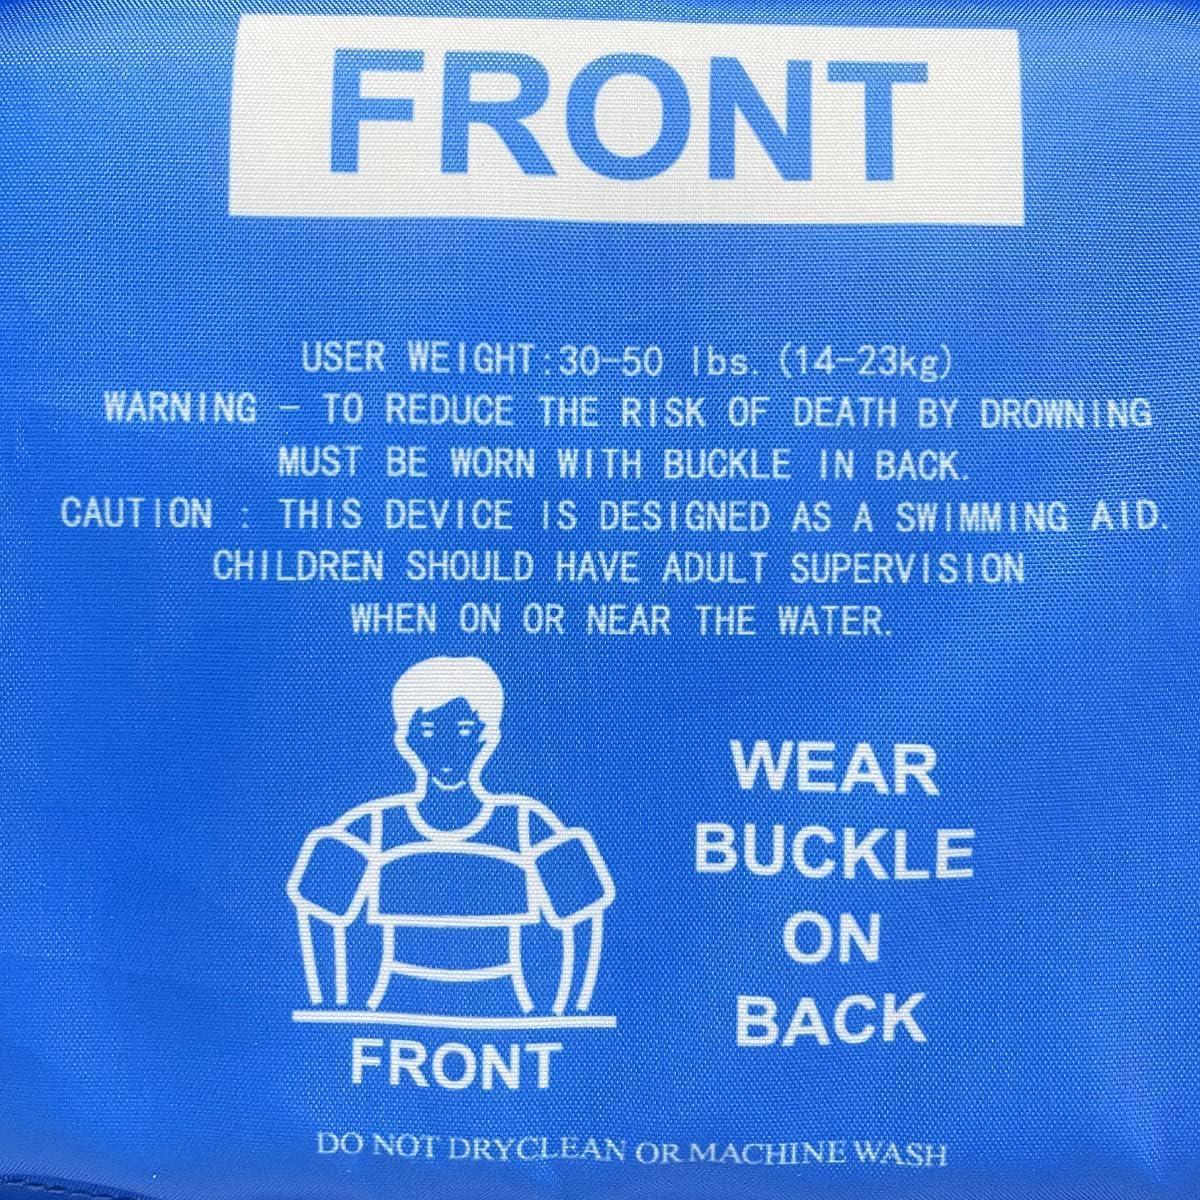 FRONT
USER WEIGHT:30-50 lbs. (14-23kg)
WARNING - TO REDUCE THE RISK OF DEATH BY DROWNING
MUST BE WORN WITH BUCKLE IN BACK.
CAUTION : THIS DEVICE IS DESIGNED AS A SWIMMING AID.
CHILDREN SHOULD HAVE ADULT SUPERVISION
WHEN ON OR NEAR THE WATER.
WEAR
BUCKLE
ON
BACK
FRONT
DO NOT DRYCLEAN OR MACHINE WASH